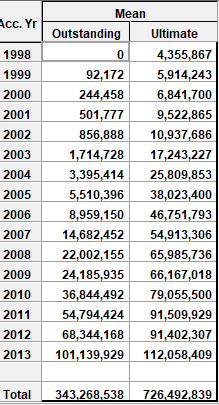 Acc. Yr Mean
Outstanding Ultimate
1998 0 4,355,867
1999 92,172 5,914,243
2000 244,458 6,841,700
2001 501,777 9,522,865
2002 856,888 10,937,686
2003 1,714,728 17,243,227
2004 3,395,414 25,809,853
2005 5,510,396 38,023,400
2006 8,959,150 46,751,793
2007 14,682,452 54,913,306
2008 22,002,155 65,985,736
2009 24,185,935 66,167,018
2010 36,844,492 79,055,500
2011 54,794,424 91,509,929
2012 68,344,168 91,402,307
2013 101,139,929 112,058,409
Total 343,268,538 726,492,839